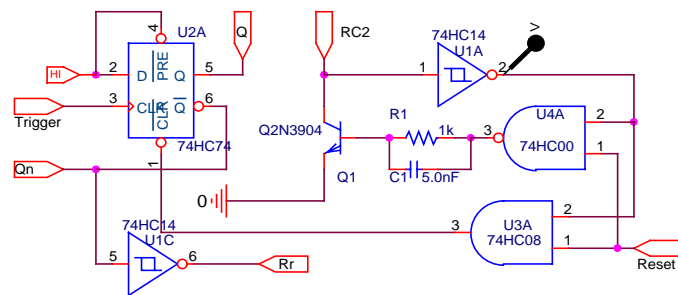 4
U2A
Q
RC2
74HC14
U1A
V
HI
2
D
PRE
Q
5
1
2
Trigger
3
CLK
CLR
Q
6
Q2N3904
R1
1k
3
U4A
2
74HC00
1
1
74HC74
C1
5.0nF
Qn
Q1
0
74HC14
U1C
3
U3A
2
74HC08
1
5
6
Rr
Reset